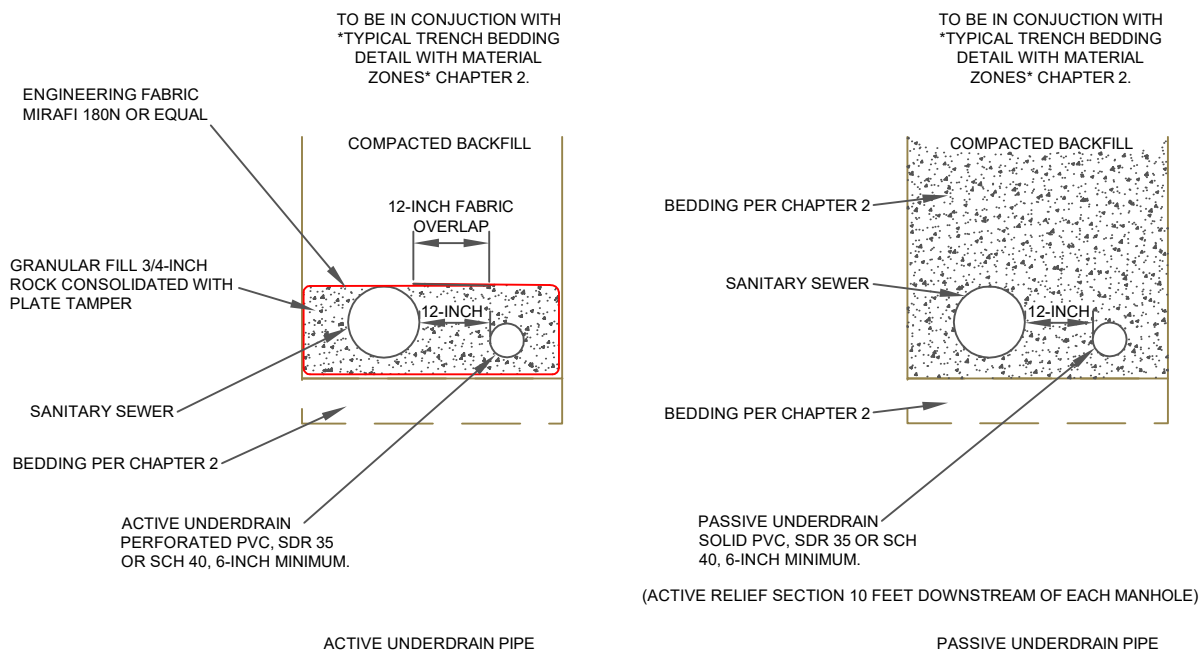 TO BE IN CONJUCTION WITH
*TYPICAL TRENCH BEDDING
DETAIL WITH MATERIAL
ZONES* CHAPTER 2.
ENGINEERING FABRIC
MIRAFI 180N OR EQUAL
COMPACTED BACKFILL
12-INCH FABRIC
OVERLAP
GRANULAR FILL 3/4-INCH
ROCK CONSOLIDATED WITH
PLATE TAMPER
12-INCH
SANITARY SEWER
BEDDING PER CHAPTER 2
ACTIVE UNDERDRAIN
PERFORATED PVC, SDR 35
OR SCH 40, 6-INCH MINIMUM.
ACTIVE UNDERDRAIN PIPE
TO BE IN CONJUCTION WITH
*TYPICAL TRENCH BEDDING
DETAIL WITH MATERIAL
ZONES* CHAPTER 2.
COMPACTED BACKFILL
BEDDING PER CHAPTER 2
SANITARY SEWER
12-INCH
BEDDING PER CHAPTER 2
PASSIVE UNDERDRAIN
SOLID PVC, SDR 35 OR SCH
40, 6-INCH MINIMUM.
(ACTIVE RELIEF SECTION 10 FEET DOWNSTREAM OF EACH MANHOLE)
PASSIVE UNDERDRAIN PIPE